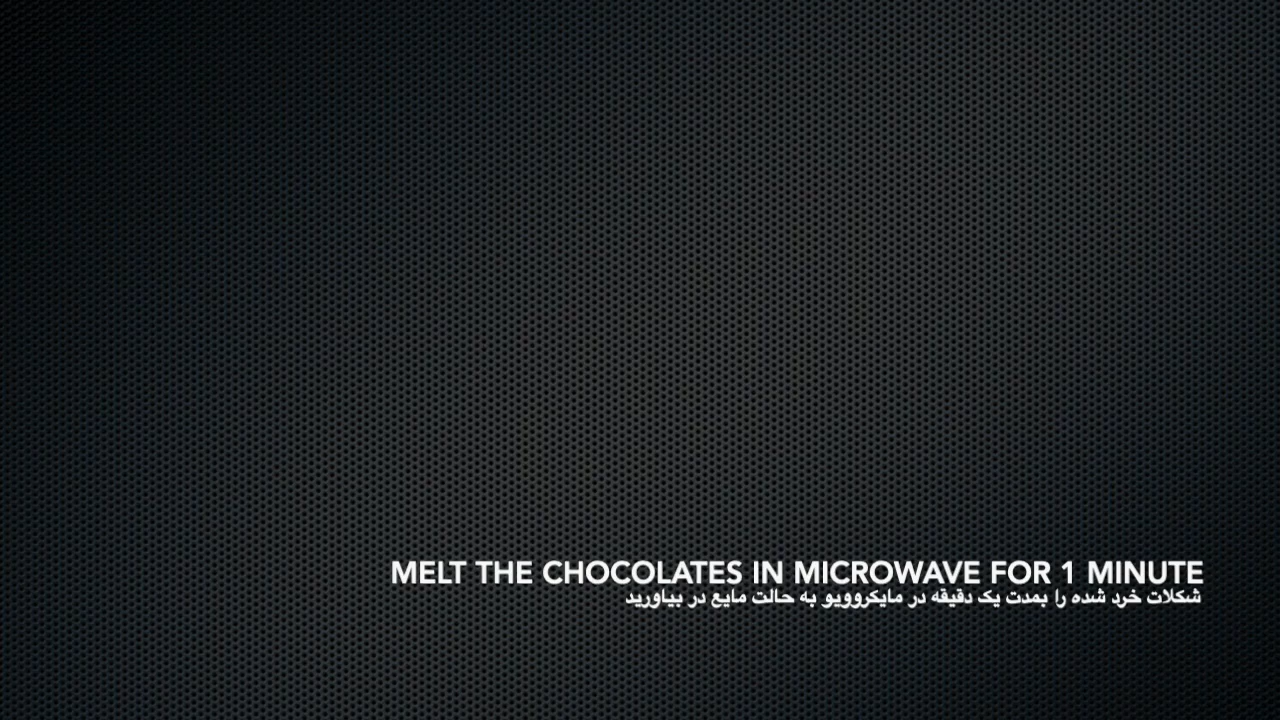 MELT THE CHOCOLATES IN MICROWAVE FOR 1 MINUTE
شکلات خرد شده را بمدت یک دقیقه در مایکروویو به حالت مایع در بیاورید